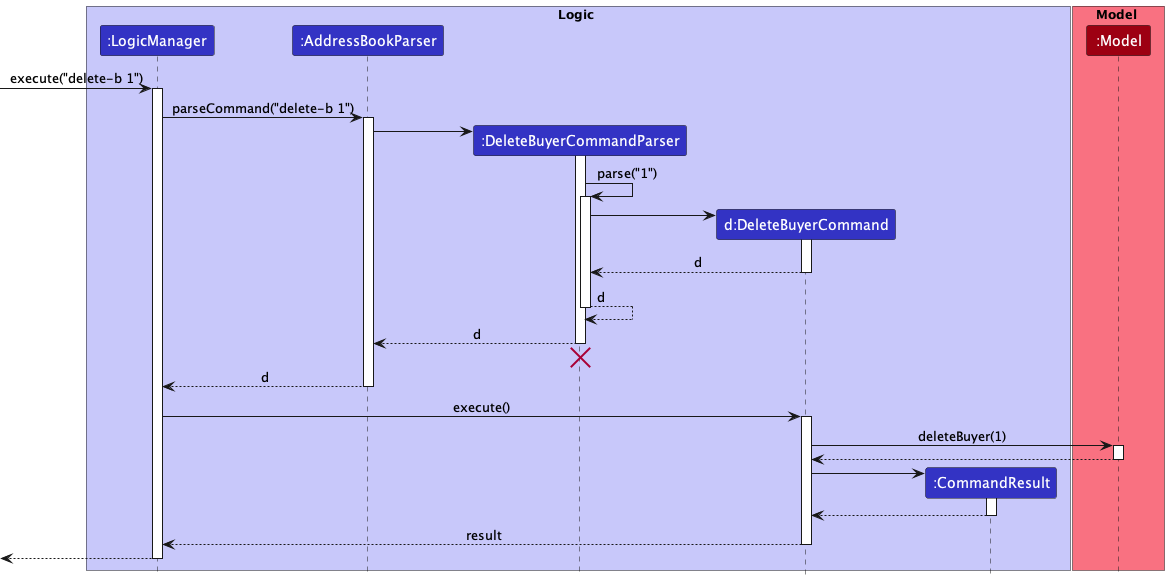 Logic
Model
:LogicManager
:AddressBookParser
:Model
execute("delete-b 1")
parseCommand("delete-b 1")
:DeleteBuyerCommandParser
parse("1")
d:DeleteBuyerCommand
d
d
d
d
execute()
deleteBuyer(1)
:CommandResult
result